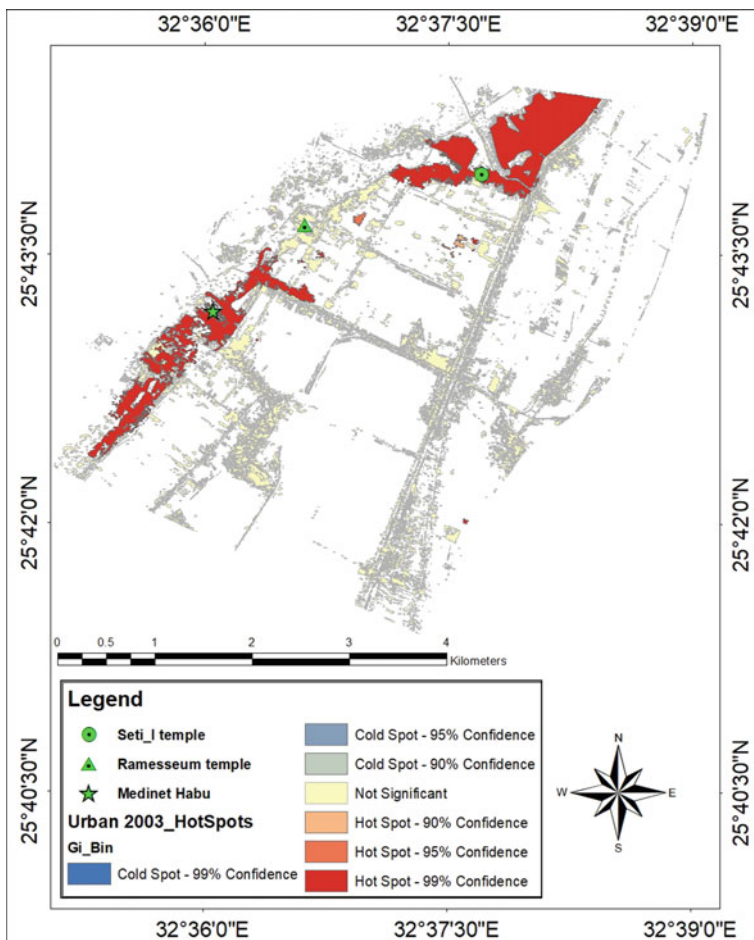 32°36'0"E 32°37'30"E 32°39'0"E
25°43'30"N 25°43'30"N
25°42'0"N 25°42'0"N
25°40'30"N 25°40'30"N
0 0.5 1 2 3 4
Kilometers
Legend
Seti_I temple
Ramesseum temple
Medinet Habu
Urban 2003_HotSpots
Gi_Bin
Cold Spot - 99% Confidence
Cold Spot - 95% Confidence
Cold Spot - 90% Confidence
Not Significant
Hot Spot - 90% Confidence
Hot Spot - 95% Confidence
Hot Spot - 99% Confidence
N
W E
S
32°36'0"E 32°37'30"E 32°39'0"E